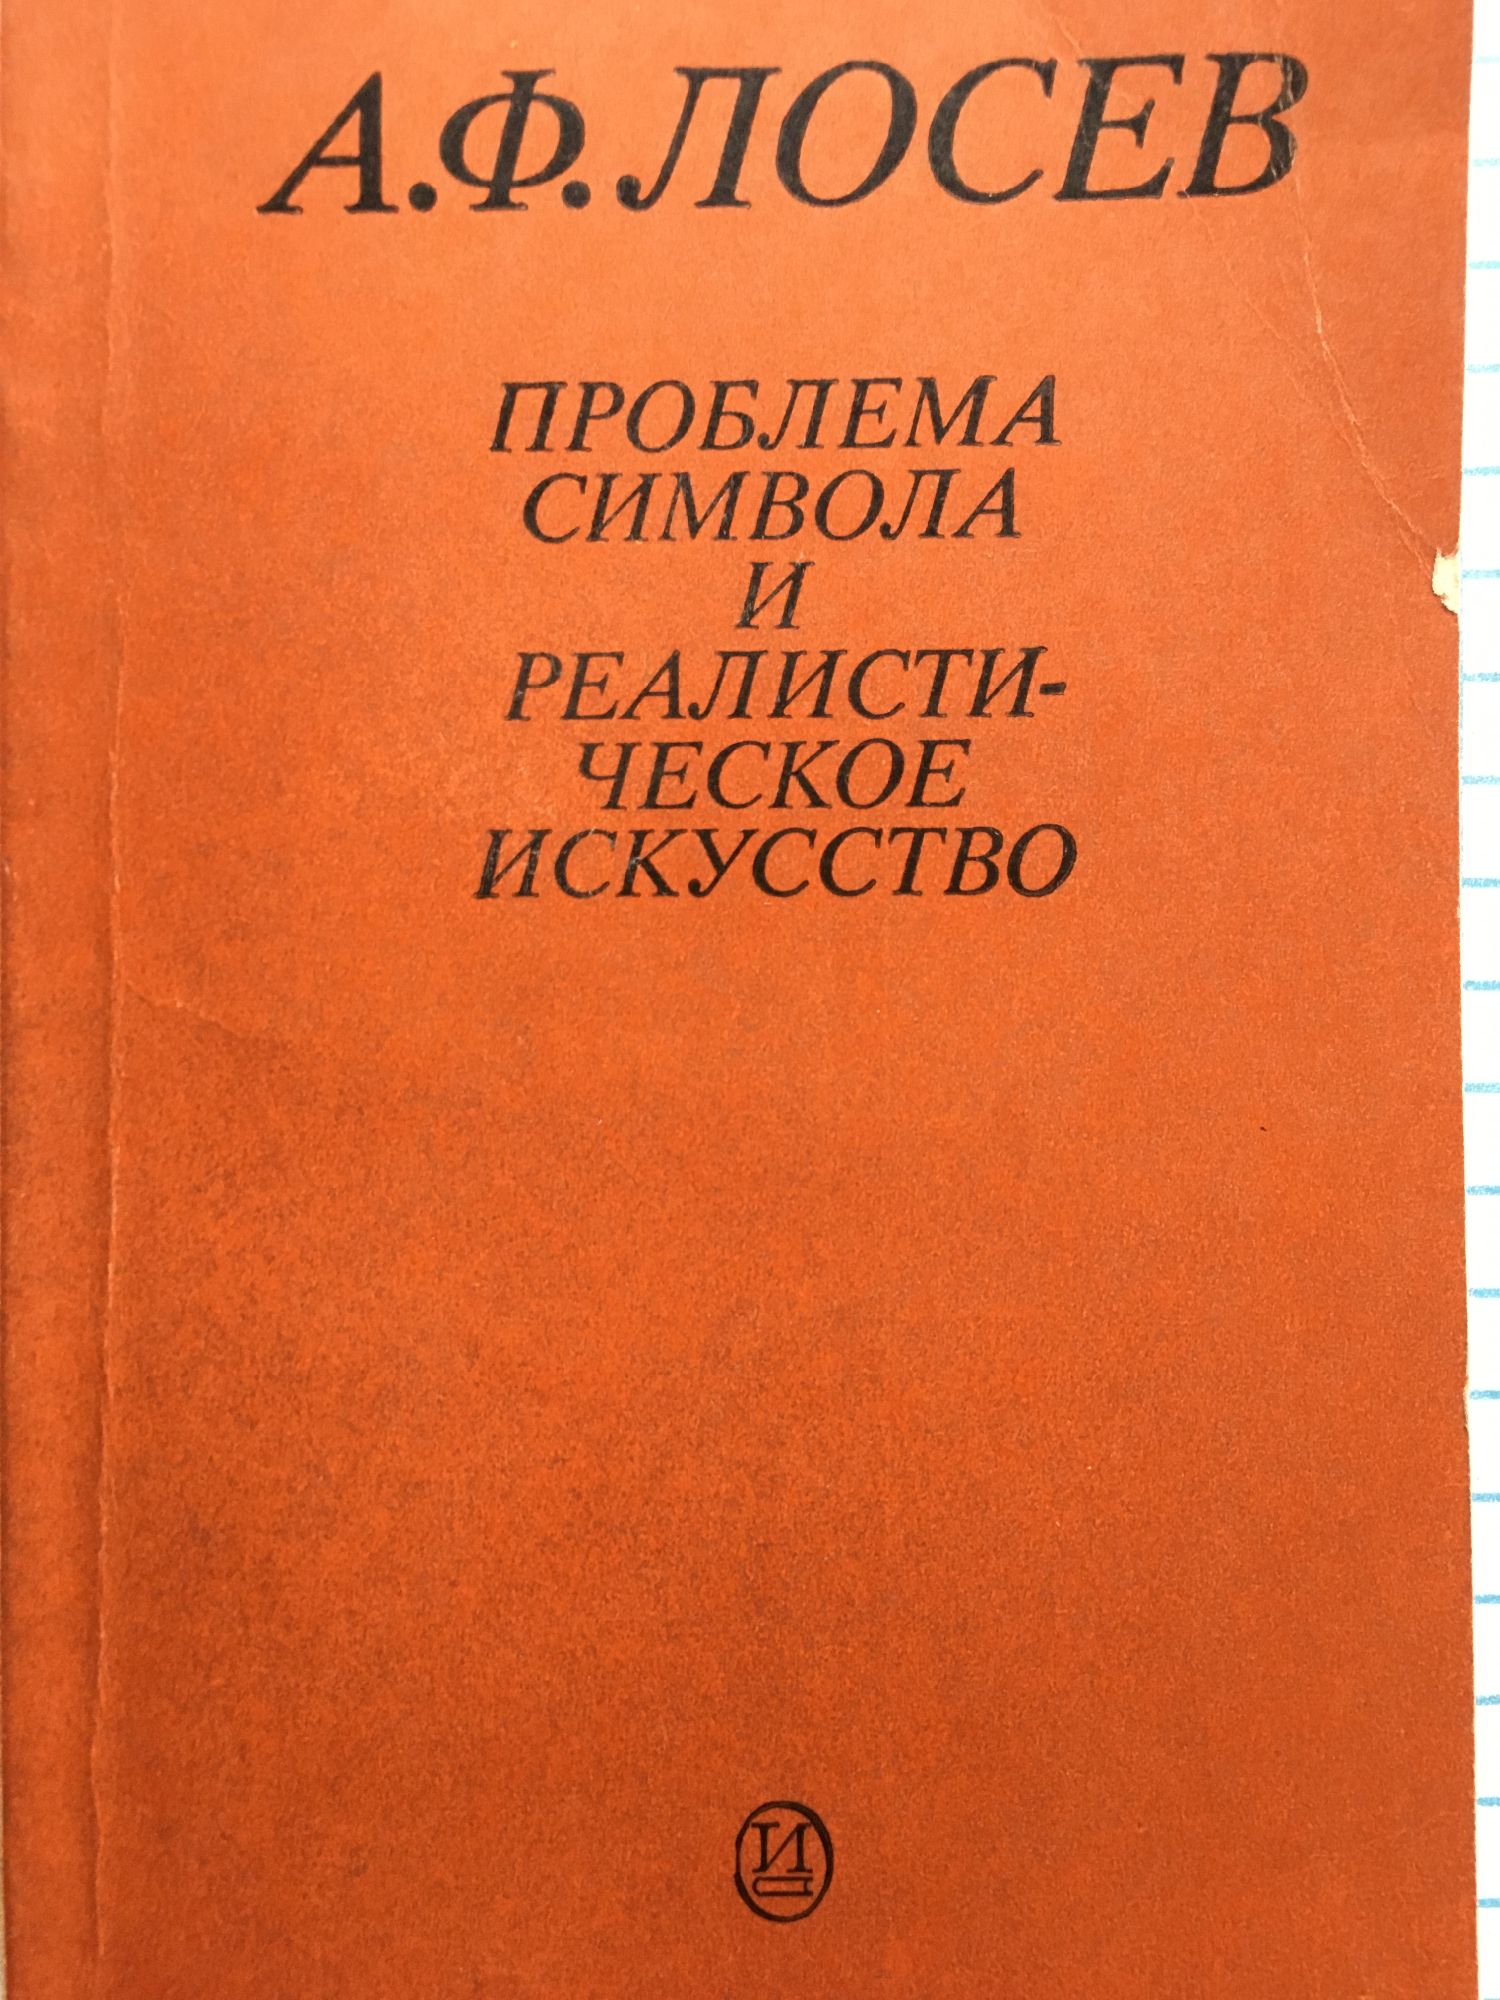 А.Ф.ЛОСЕВ
ПРОБЛЕМА
СИМВОЛА
И
РЕАЛИСТИ-
ЧЕСКОЕ
ИСКУССТВО
И